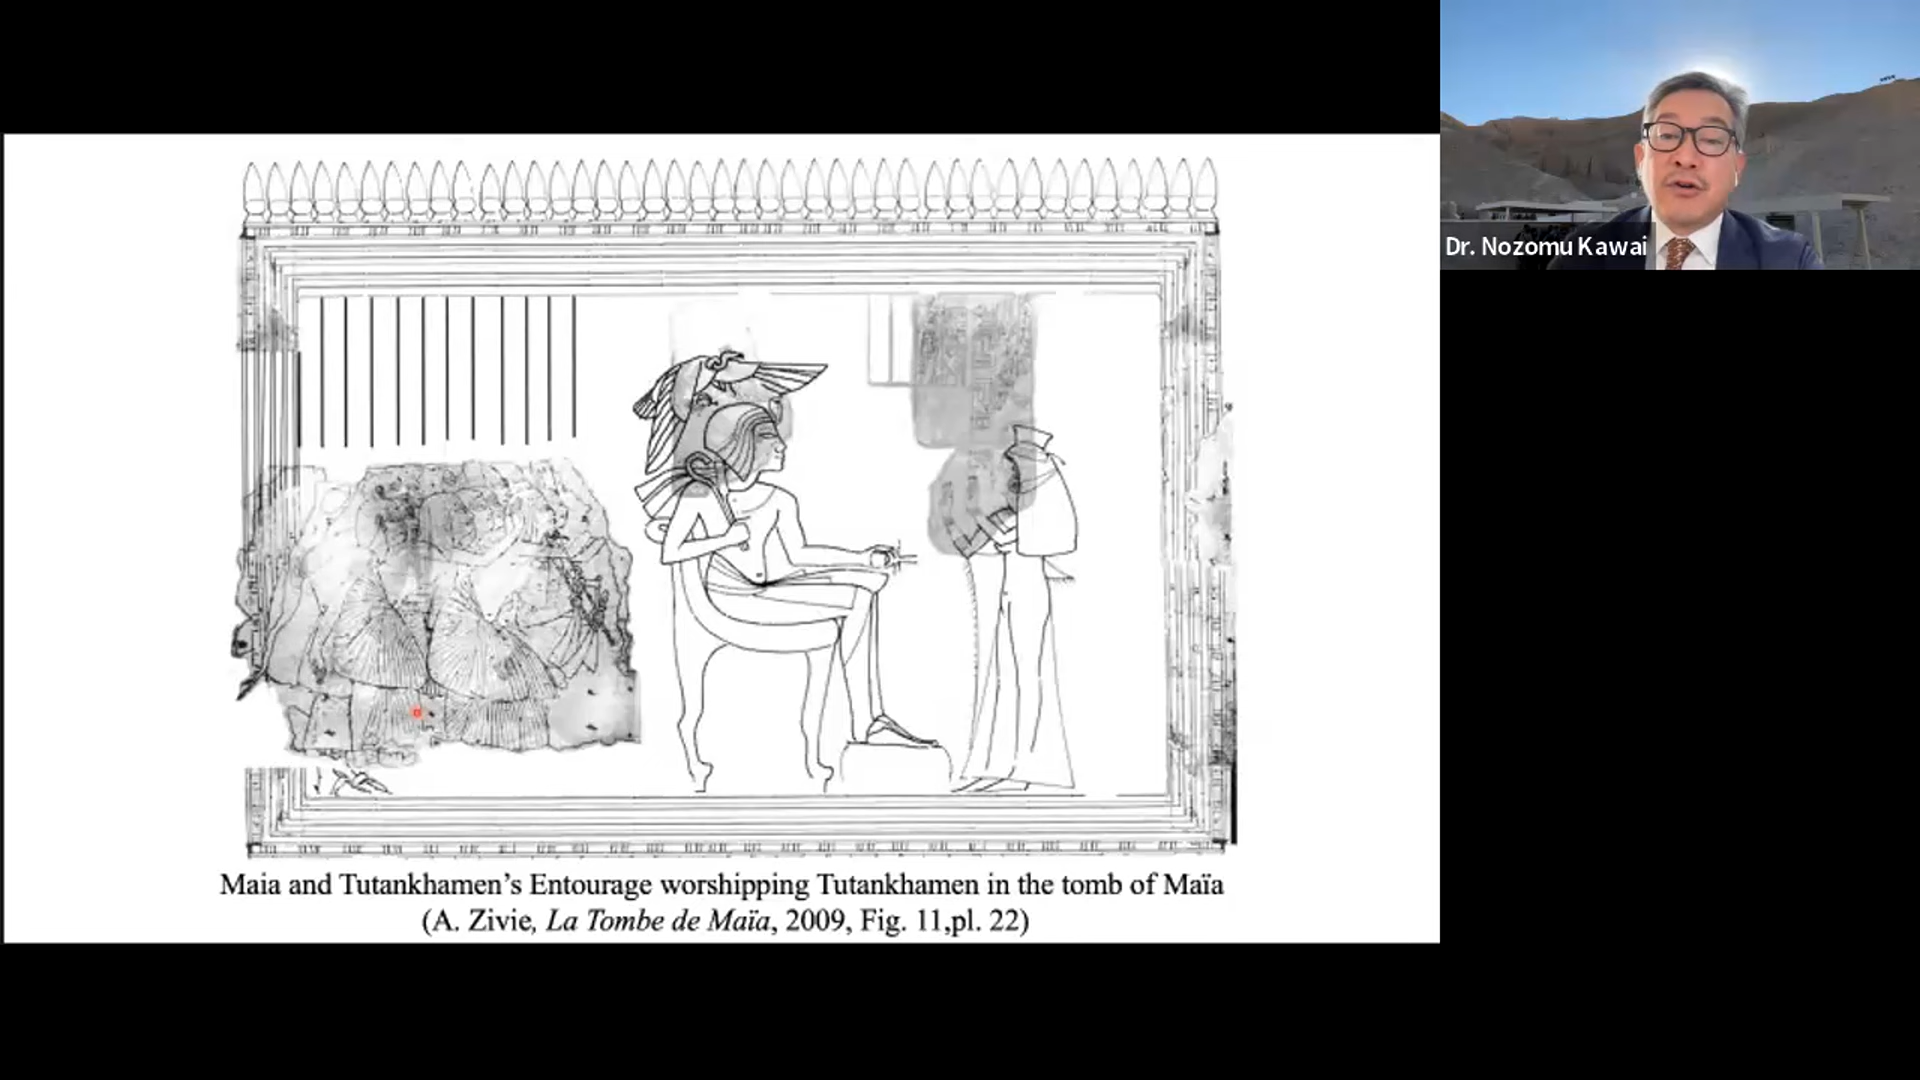 Dr. Nozomu Kawai
Maia and Tutankhamen's Entourage worshipping Tutankhamen in the tomb of Maïa
(A. Zivie, La Tombe de Maïa, 2009, Fig. 11,pl. 22)